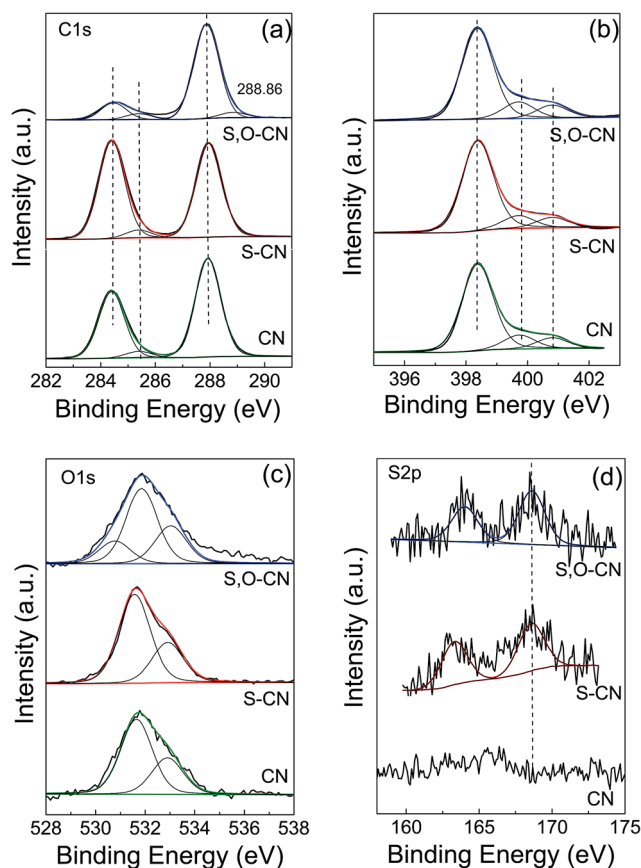 C1s
(a)
288.86
S,O-CN
S-CN
CN
Intensity (a.u.)
282 284 286 288 290
Binding Energy (eV)
(b)
S,O-CN
S-CN
CN
Intensity (a.u.)
396 398 400 402
Binding Energy (eV)
O1s
(c)
S,O-CN
S-CN
CN
Intensity (a.u.)
528 530 532 534 536 538
Binding Energy (eV)
S2p
(d)
S,O-CN
S-CN
CN
Intensity (a.u.)
160 165 170 175
Binding Energy (eV)